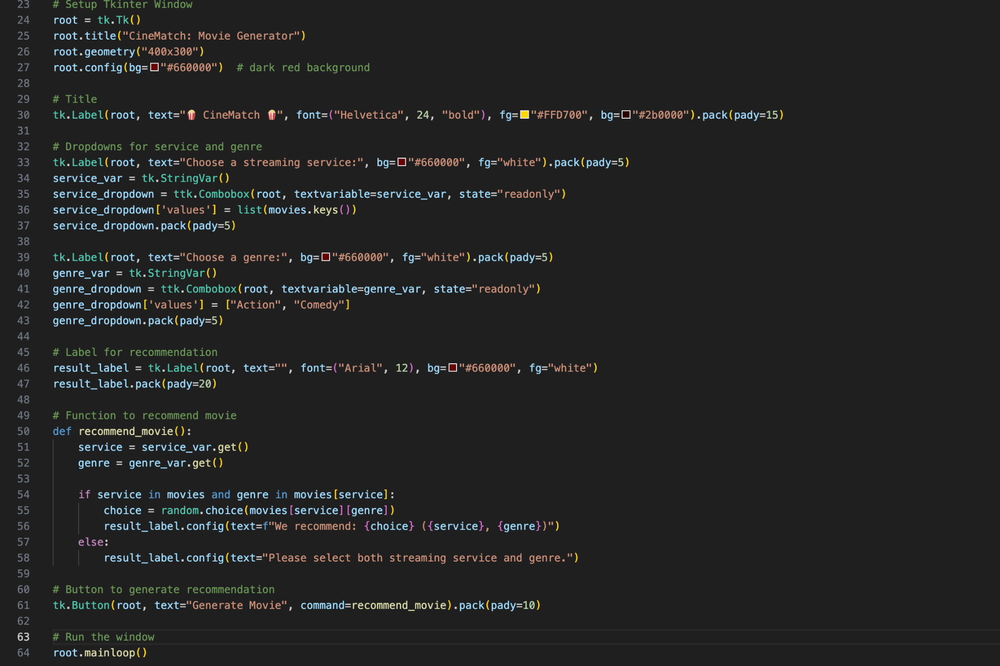 23 # Setup Tkinter Window
24 root = tk.Tk()
25 root.title("CineMatch: Movie Generator")
26 root.geometry("400x300")
27 root.config(bg="#660000")  # dark red background
28
29 # Title
30 tk.Label(root, text="🍿 CineMatch 🍿", font=("Helvetica", 24, "bold"), fg="#FFD700", bg="#2b0000").pack(pady=15)
31
32 # Dropdowns for service and genre
33 tk.Label(root, text="Choose a streaming service:", bg="#660000", fg="white").pack(pady=5)
34 service_var = tk.StringVar()
35 service_dropdown = ttk.Combobox(root, textvariable=service_var, state="readonly")
36 service_dropdown['values'] = list(movies.keys())
37 service_dropdown.pack(pady=5)
38
39 tk.Label(root, text="Choose a genre:", bg="#660000", fg="white").pack(pady=5)
40 genre_var = tk.StringVar()
41 genre_dropdown = ttk.Combobox(root, textvariable=genre_var, state="readonly")
42 genre_dropdown['values'] = ["Action", "Comedy"]
43 genre_dropdown.pack(pady=5)
44
45 # Label for recommendation
46 result_label = tk.Label(root, text="", font=("Arial", 12), bg="#660000", fg="white")
47 result_label.pack(pady=20)
48
49 # Function to recommend movie
50 def recommend_movie():
51     service = service_var.get()
52     genre = genre_var.get()
53
54     if service in movies and genre in movies[service]:
55         choice = random.choice(movies[service][genre])
56         result_label.config(text=f"We recommend: {choice} ({service}, {genre})")
57     else:
58         result_label.config(text="Please select both streaming service and genre.")
59
60 # Button to generate recommendation
61 tk.Button(root, text="Generate Movie", command=recommend_movie).pack(pady=10)
62
63 # Run the window
64 root.mainloop()